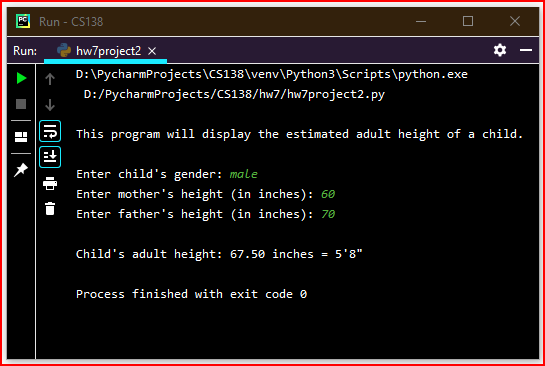 Run - CS138
Run: hw7project2
D:\PycharmProjects\CS138\venv\Python3\Scripts\python.exe
D:/PycharmProjects/CS138/hw7/hw7project2.py
This program will display the estimated adult height of a child.
Enter child's gender: male
Enter mother's height (in inches): 60
Enter father's height (in inches): 70
Child's adult height: 67.50 inches = 5'8"
Process finished with exit code 0